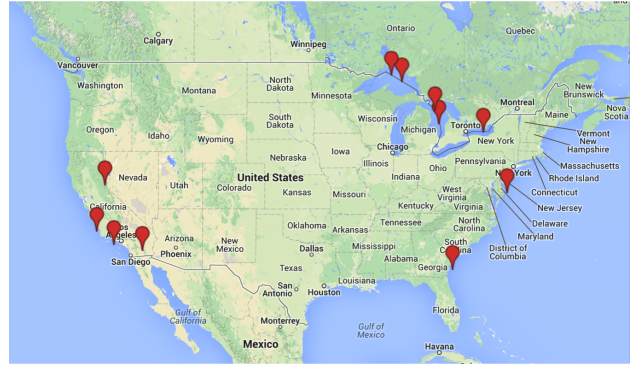 Ontario
Quebec
Calgary
Winnipeg
Vancouver
Washington
Montana
North
Dakota
Minnesota
Montreal
New
Brunswick
Maine
Nova
Scotia
Oregon
Idaho
Wyoming
South
Dakota
Wisconsin
Michigan
Toronto
New York
Vermont
New
Hampshire
Massachusetts
Rhode Island
Connecticut
New Jersey
Delaware
Maryland
District of
Columbia
Nebraska
Iowa
Chicago
Illinois
Indiana
Ohio
Pennsylvania
New York
Nevada
Utah
Colorado
United States
Kansas
Missouri
West
Virginia
Virginia
Kentucky
California
Los
Angeles
San Diego
Arizona
Phoenix
New
Mexico
Oklahoma
Arkansas
Tennessee
North
Carolina
South
Carolina
Mississippi
Alabama
Georgia
Dallas
Texas
San
Antonio
Houston
Louisiana
Florida
Gulf of
California
Monterrey
Gulf of
Mexico
Mexico
Havana